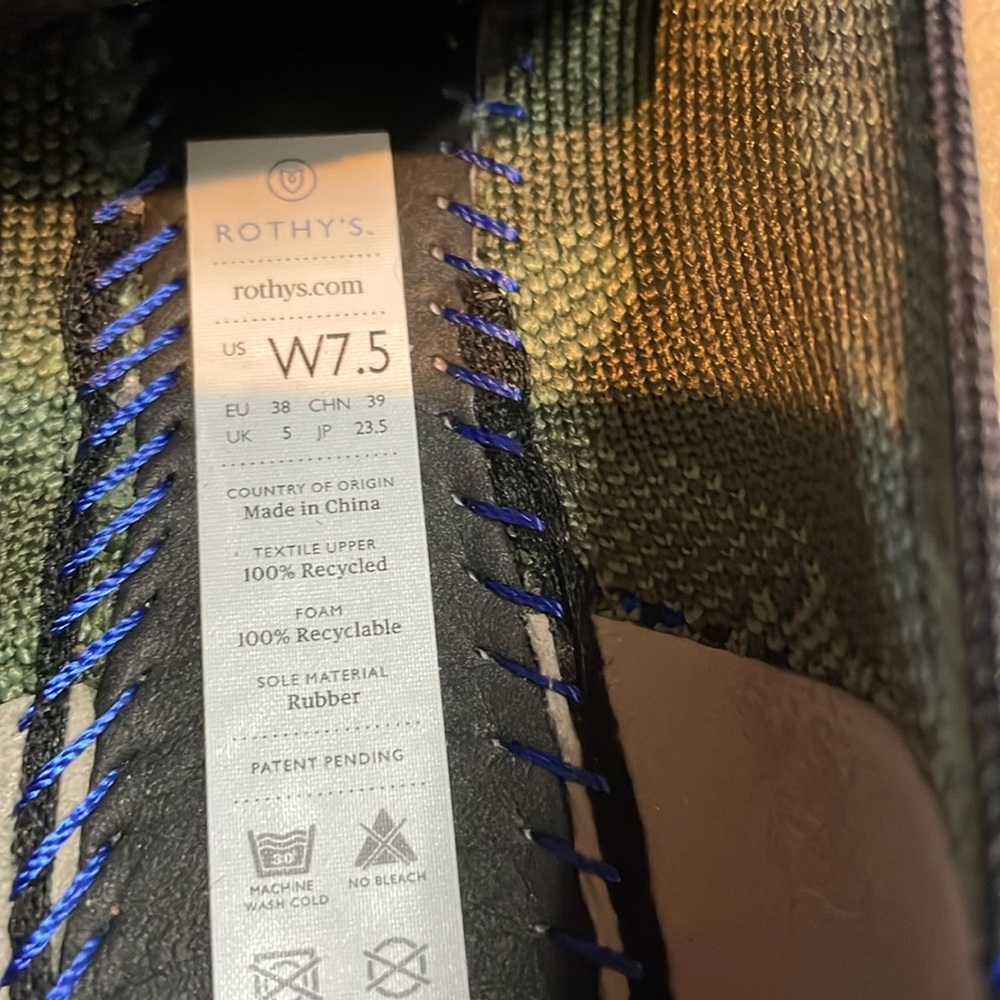 ROTHY'S™
rothys.com
US W7.5
EU 38 CHN 39
UK 5 JP 23.5
COUNTRY OF ORIGIN
Made in China
TEXTILE UPPER
100% Recycled
FOAM
100% Recyclable
SOLE MATERIAL
Rubber
PATENT PENDING
30°
MACHINE NO BLEACH
WASH COLD